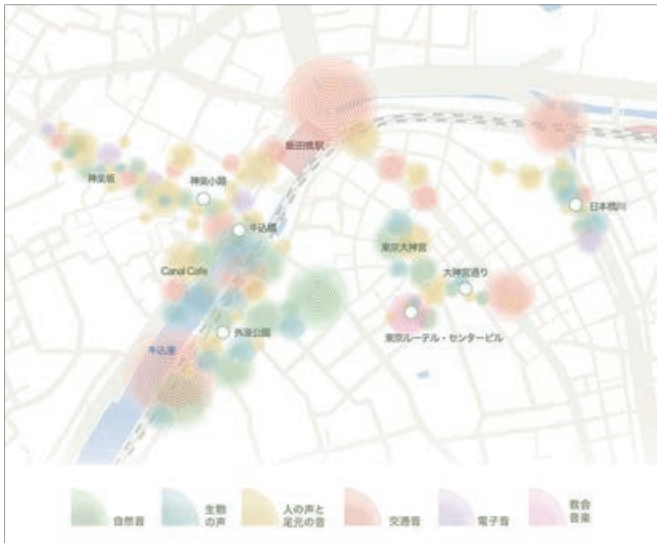 飯田橋駅
神楽坂
神楽小路
牛込橋
日本橋川
東京大神宮
Canal Cafe
大神宮通り
外濠公園
東京ルーテル・センタービル
牛込濠
自然音
生物
の声
人の声と
足元の音
交通音
電子音
教会
音楽